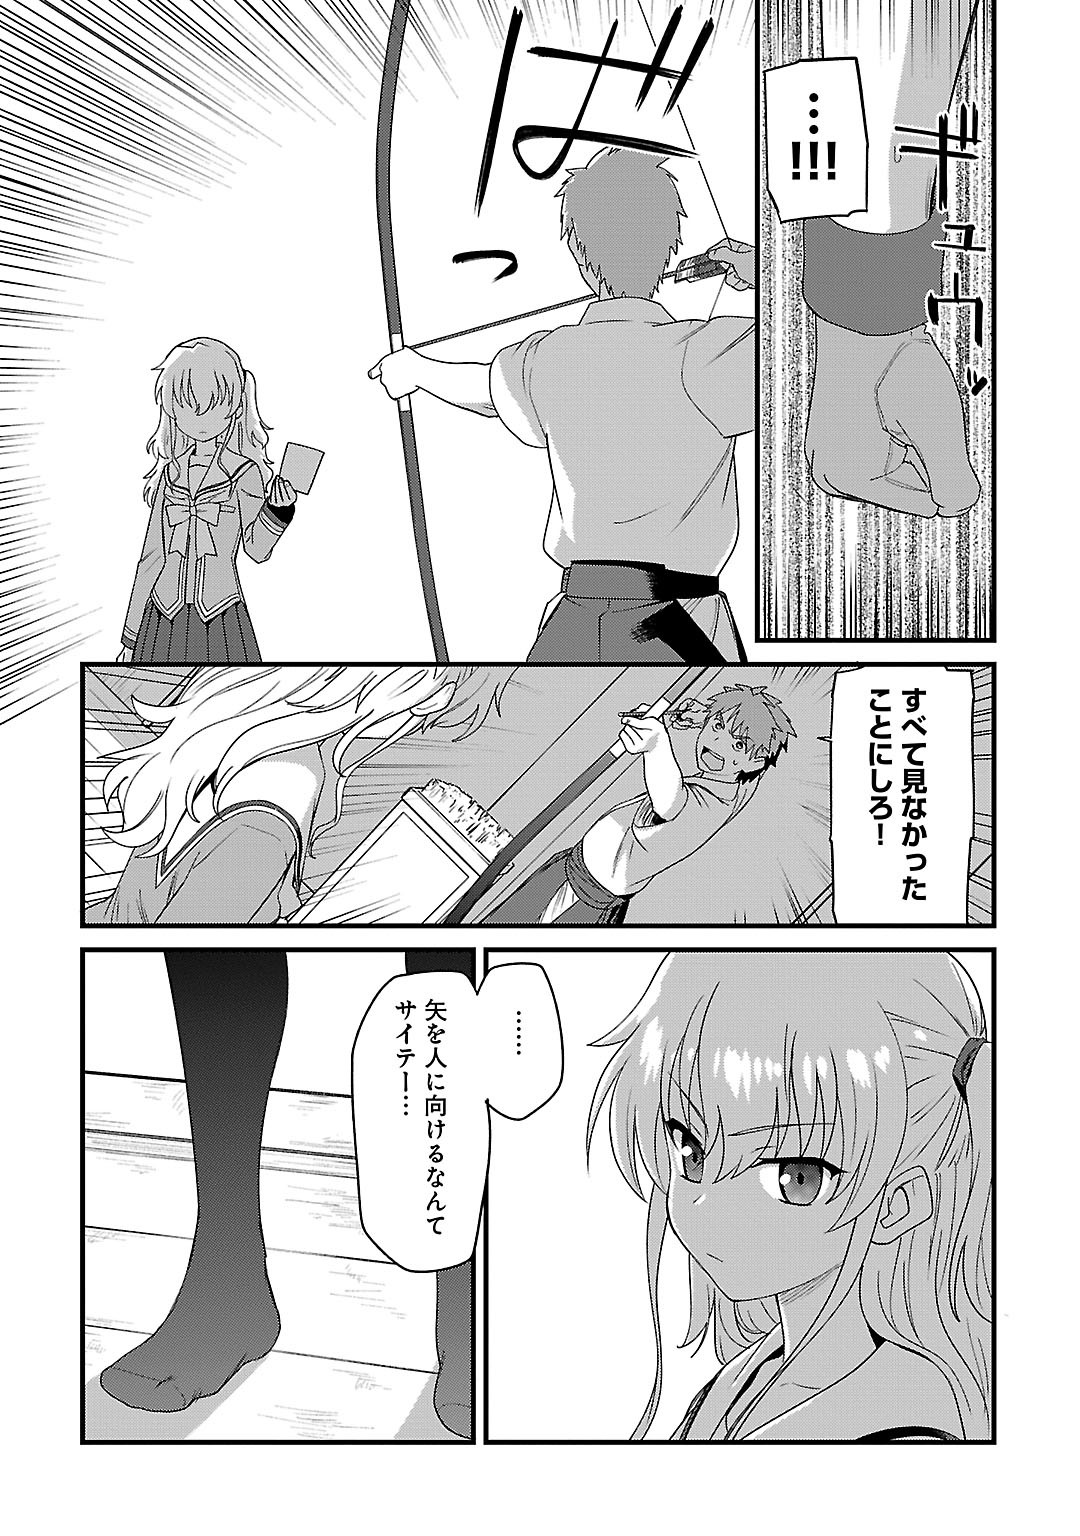 …
!!!
ギュウッ
ばっ
すべて見なかった
ことにしろ！
……
矢を人に向けるなんて
サイテー…